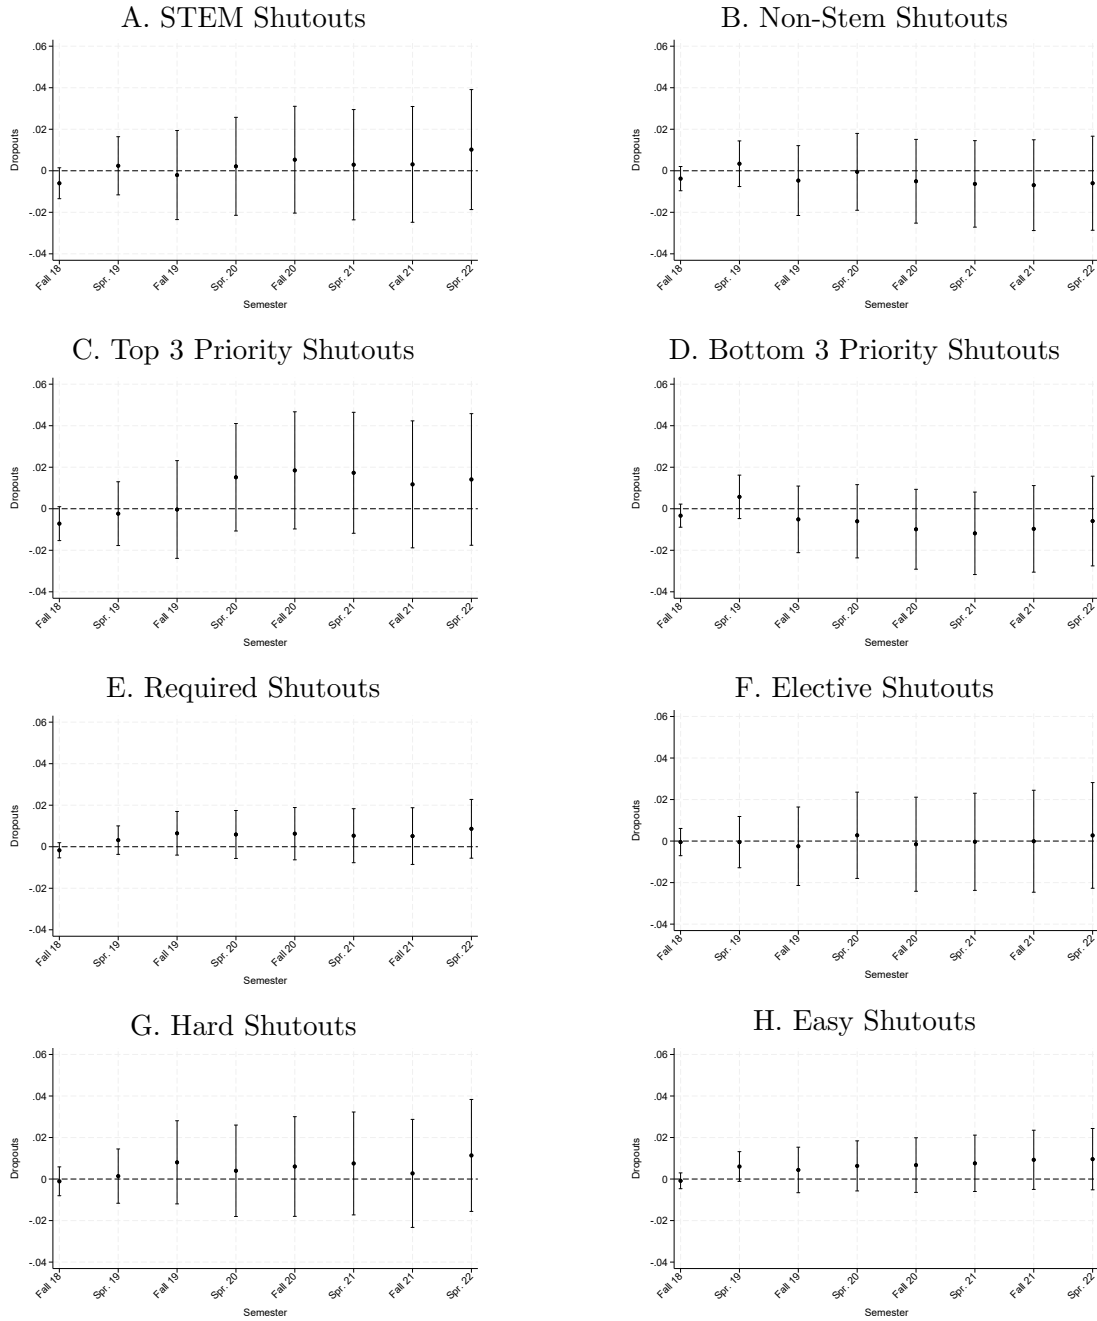 A. STEM Shutouts
.06
.04
.02
0
-.02
-.04
Dropouts
Fall 18
Spr. 19
Fall 19
Spr. 20
Fall 20
Spr. 21
Fall 21
Spr. 22
Semester
B. Non-Stem Shutouts
.06
.04
.02
0
-.02
-.04
Dropouts
Fall 18
Spr. 19
Fall 19
Spr. 20
Fall 20
Spr. 21
Fall 21
Spr. 22
Semester
C. Top 3 Priority Shutouts
.06
.04
.02
0
-.02
-.04
Dropouts
Fall 18
Spr. 19
Fall 19
Spr. 20
Fall 20
Spr. 21
Fall 21
Spr. 22
Semester
D. Bottom 3 Priority Shutouts
.06
.04
.02
0
-.02
-.04
Dropouts
Fall 18
Spr. 19
Fall 19
Spr. 20
Fall 20
Spr. 21
Fall 21
Spr. 22
Semester
E. Required Shutouts
.06
.04
.02
0
-.02
-.04
Dropouts
Fall 18
Spr. 19
Fall 19
Spr. 20
Fall 20
Spr. 21
Fall 21
Spr. 22
Semester
F. Elective Shutouts
.06
.04
.02
0
-.02
-.04
Dropouts
Fall 18
Spr. 19
Fall 19
Spr. 20
Fall 20
Spr. 21
Fall 21
Spr. 22
Semester
G. Hard Shutouts
.06
.04
.02
0
-.02
-.04
Dropouts
Fall 18
Spr. 19
Fall 19
Spr. 20
Fall 20
Spr. 21
Fall 21
Spr. 22
Semester
H. Easy Shutouts
.06
.04
.02
0
-.02
-.04
Dropouts
Fall 18
Spr. 19
Fall 19
Spr. 20
Fall 20
Spr. 21
Fall 21
Spr. 22
Semester